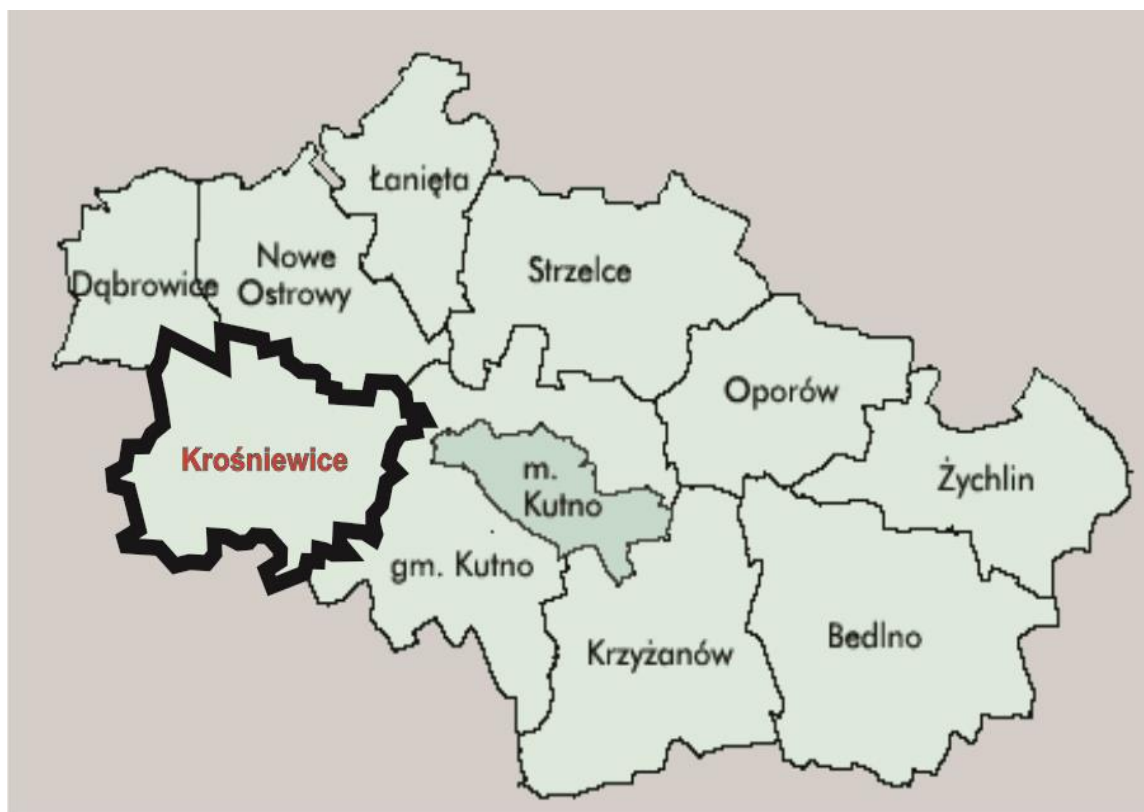 Łanięta
Nowe
Ostrowy
Dąbrowice
Strzelce
Oporów
Krośniewice
m.
Kutno
Żychlin
gm. Kutno
Krzyżanów
Bedlno